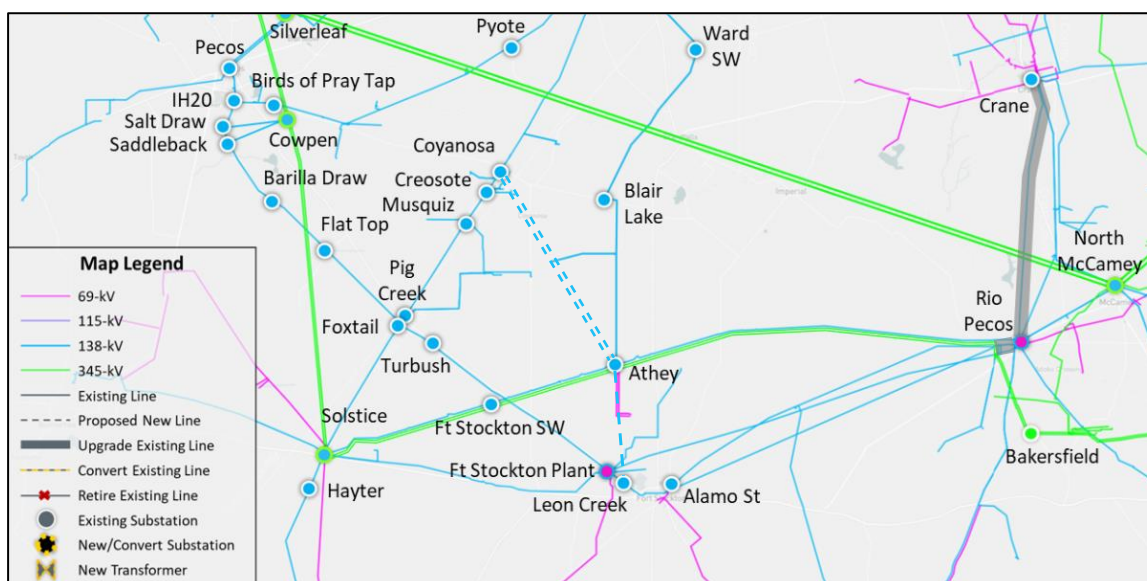 Silverleaf
Pyote
Ward
SW
Pecos
Birds of Pray Tap
IH20
Salt Draw
Saddleback
Cowpen
Crane
Coyanosa
Creosote
Musquiz
Barilla Draw
Blair
Lake
Flat Top
North
McCamey
Pig
Creek
Rio
Pecos
Foxtail
Turbush
Athey
Solstice
Ft Stockton SW
Ft Stockton Plant
Bakersfield
Hayter
Leon Creek
Alamo St
Imperial
Map Legend
69-kV
115-kV
138-kV
345-kV
Existing Line
Proposed New Line
Upgrade Existing Line
Convert Existing Line
Retire Existing Line
Existing Substation
New/Convert Substation
New Transformer